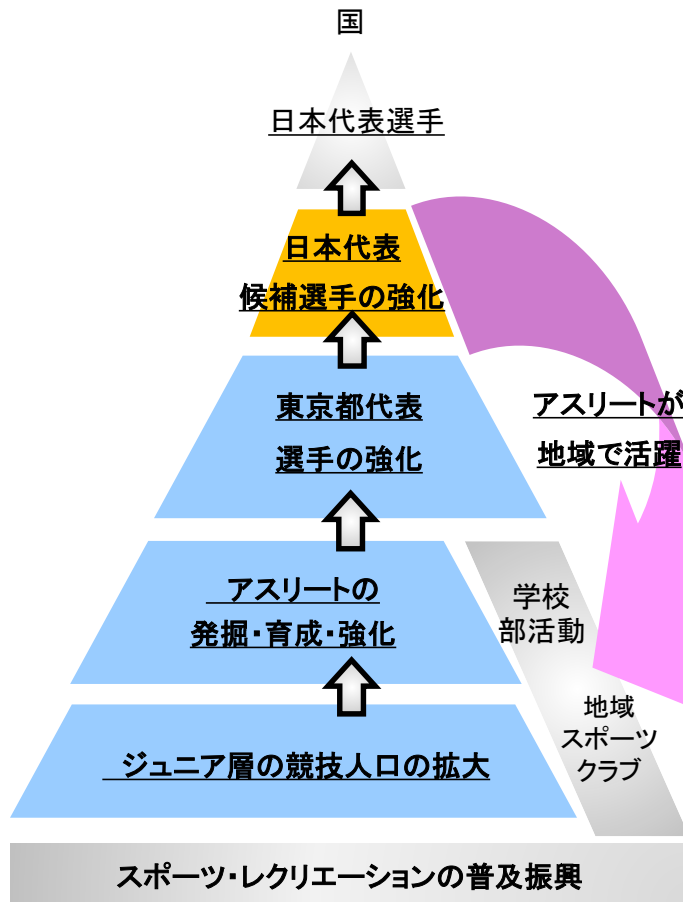 国
日本代表選手
日本代表
候補選手の強化
東京都代表
選手の強化
アスリートが
地域で活躍
アスリートの
発掘・育成・強化
学校
部活動
地域
スポーツ
クラブ
ジュニア層の競技人口の拡大
スポーツ・レクリエーションの普及振興